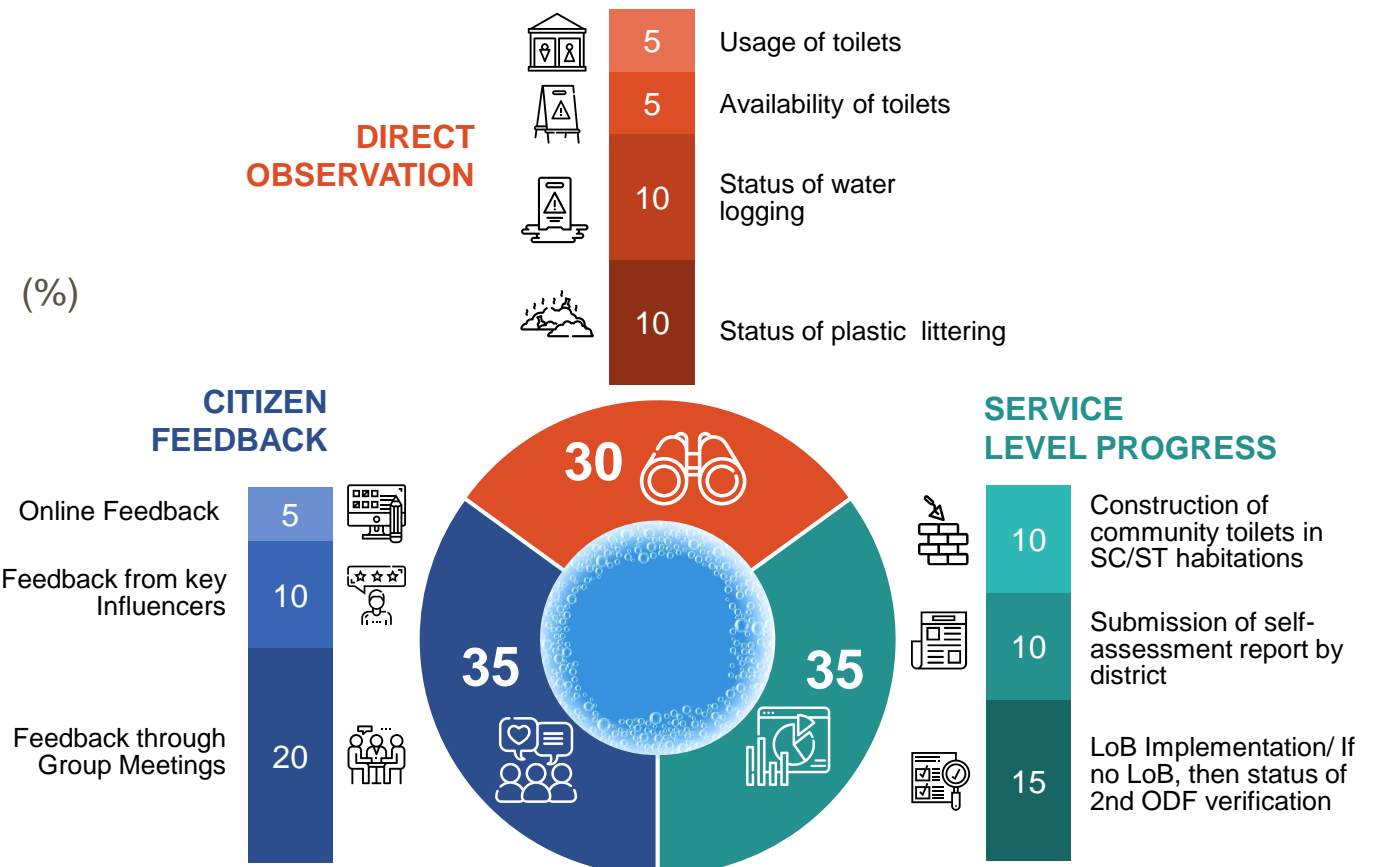 5
Usage of toilets
5
Availability of toilets
DIRECT
OBSERVATION
10
Status of water
logging
(%)
10
Status of plastic littering
CITIZEN
FEEDBACK
Online Feedback
5
Feedback from key
Influencers
10
Feedback through
Group Meetings
20
30
35
35
SERVICE
LEVEL PROGRESS
10
Construction of
community toilets in
SC/ST habitations
10
Submission of self-
assessment report by
district
15
LoB Implementation/ If
no LoB, then status of
2nd ODF verification